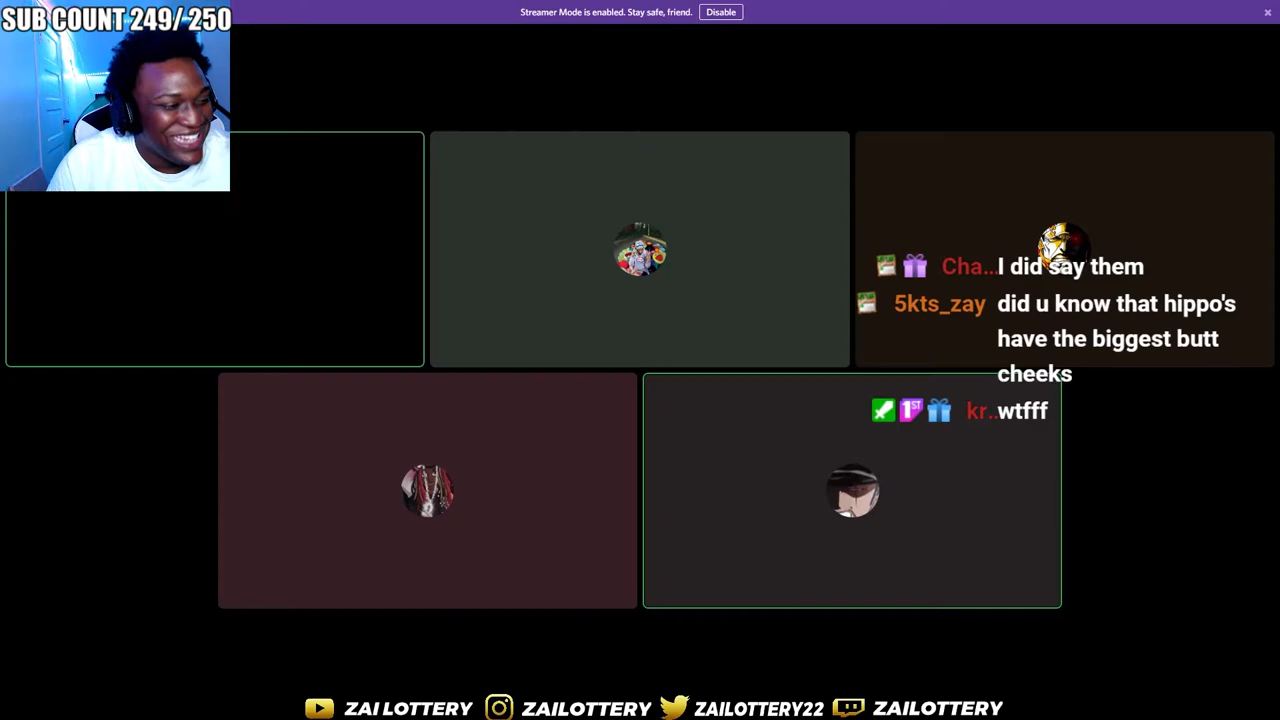 SUB COUNT 249/ 250
Streamer Mode is enabled. Stay safe, friend. Disable
Cha... I did say them
5kts_zay did u know that hippo's
have the biggest butt
cheeks
1ST kr.. wtfff
ZAI LOTTERY ZAILOTTERY ZAILOTTERY22 ZAILOTTERY